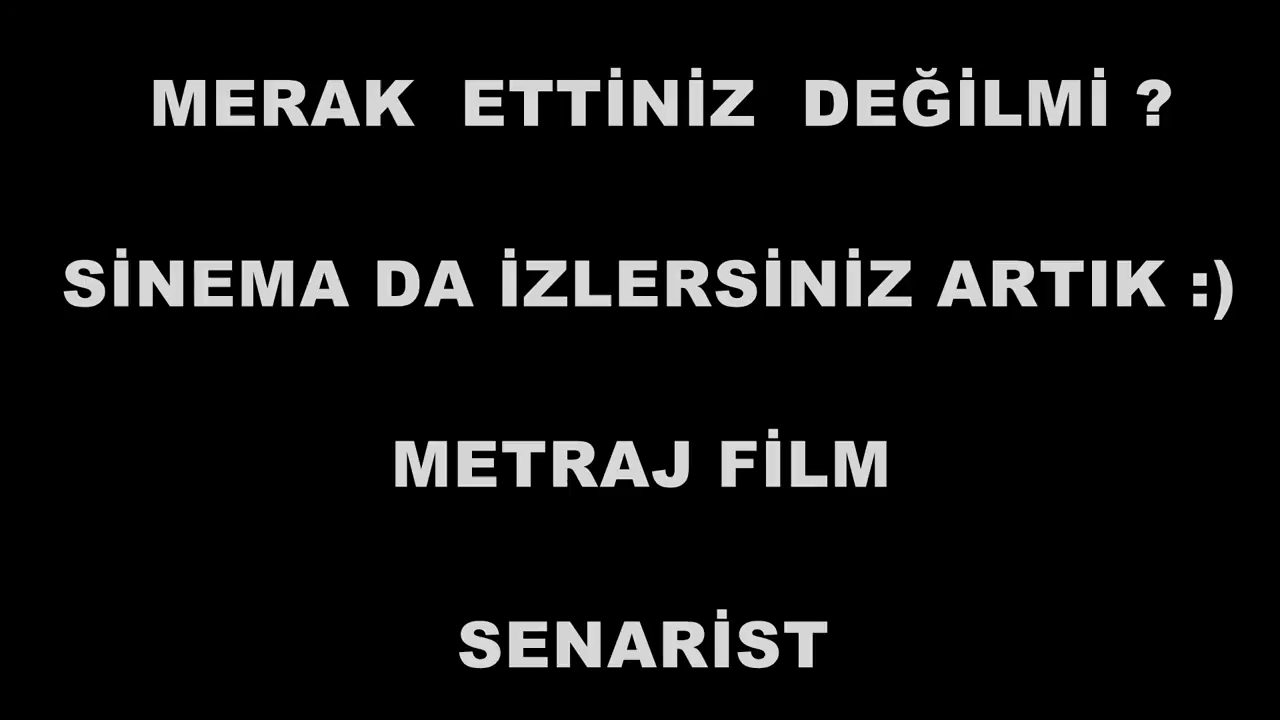 MERAK ETTİNİZ DEĞİLMİ ?
SİNEMA DA İZLERSİNİZ ARTIK :)
METRAJ FİLM
SENARİST